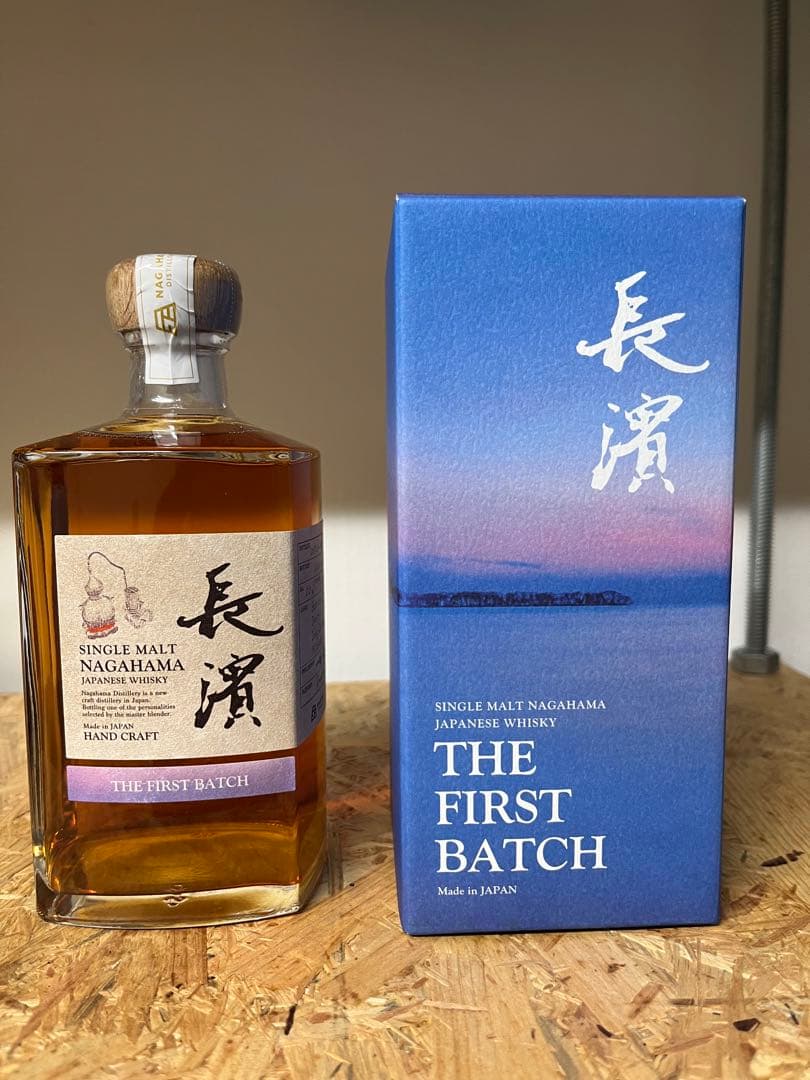 NAGAHA
DISTILL
SINGLE MALT
NAGAHAMA
JAPANESE WHISKY
Nagahama Distillery is a new
craft distillery in Japan.
Bottling one of the personalities
selected by the master blender.
Made in JAPAN
HAND CRAFT
長濱
THE FIRST BATCH
長濱
SINGLE MALT NAGAHAMA
JAPANESE WHISKY
THE
FIRST
BATCH
Made in JAPAN